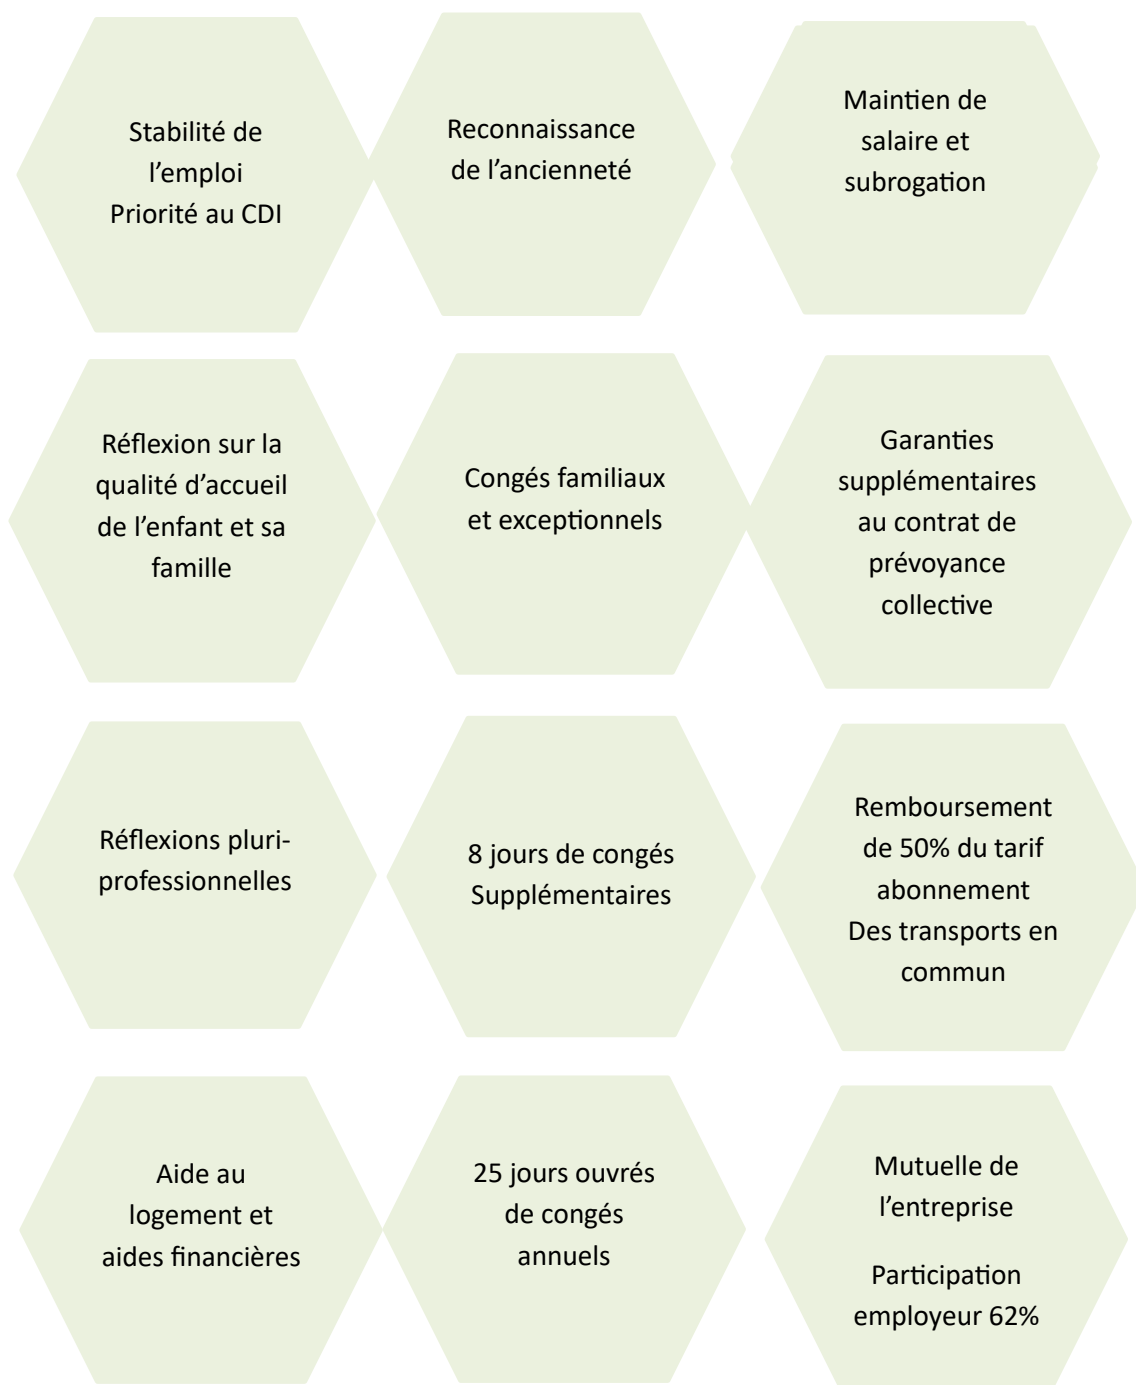 Stabilité de
l’emploi
Priorité au CDI
Reconnaissance
de l’ancienneté
Maintien de
salaire et
subrogation
Réflexion sur la
qualité d’accueil
de l’enfant et sa
famille
Congés familiaux
et exceptionnels
Garanties
supplémentaires
au contrat de
prévoyance
collective
Réflexions pluri-
professionnelles
8 jours de congés
Supplémentaires
Remboursement
de 50% du tarif
abonnement
Des transports en
commun
Aide au
logement et
aides financières
25 jours ouvrés
de congés
annuels
Mutuelle de
l’entreprise
Participation
employeur 62%